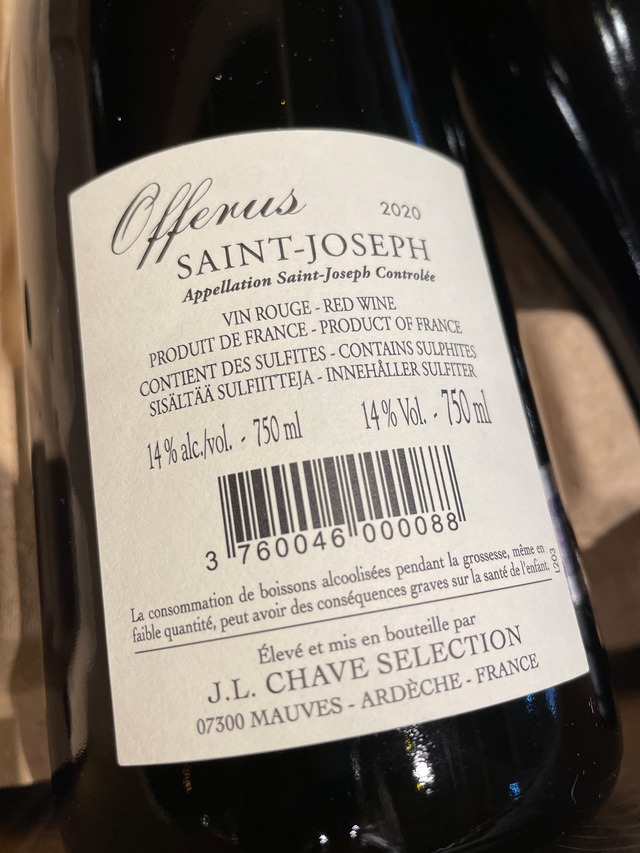 Offerus
2020
SAINT-JOSEPH
Appellation Saint-Joseph Controlée
VIN ROUGE - RED WINE
PRODUIT DE FRANCE - PRODUCT OF FRANCE
CONTIENT DES SULFITES - CONTAINS SULPHITES
SISÄLTÄÄ SULFIITTEJA - INNEHÅLLER SULFITER
14 % alc./vol. - 750 ml 14 % Vol. - 750 ml
3 760046 000088
La consommation de boissons alcoolisées pendant la grossesse, même en
faible quantité, peut avoir des conséquences graves sur la santé de l'enfant.
1203
Élevé et mis en bouteille par
J.L. CHAVE SELECTION
07300 MAUVES - ARDÈCHE - FRANCE